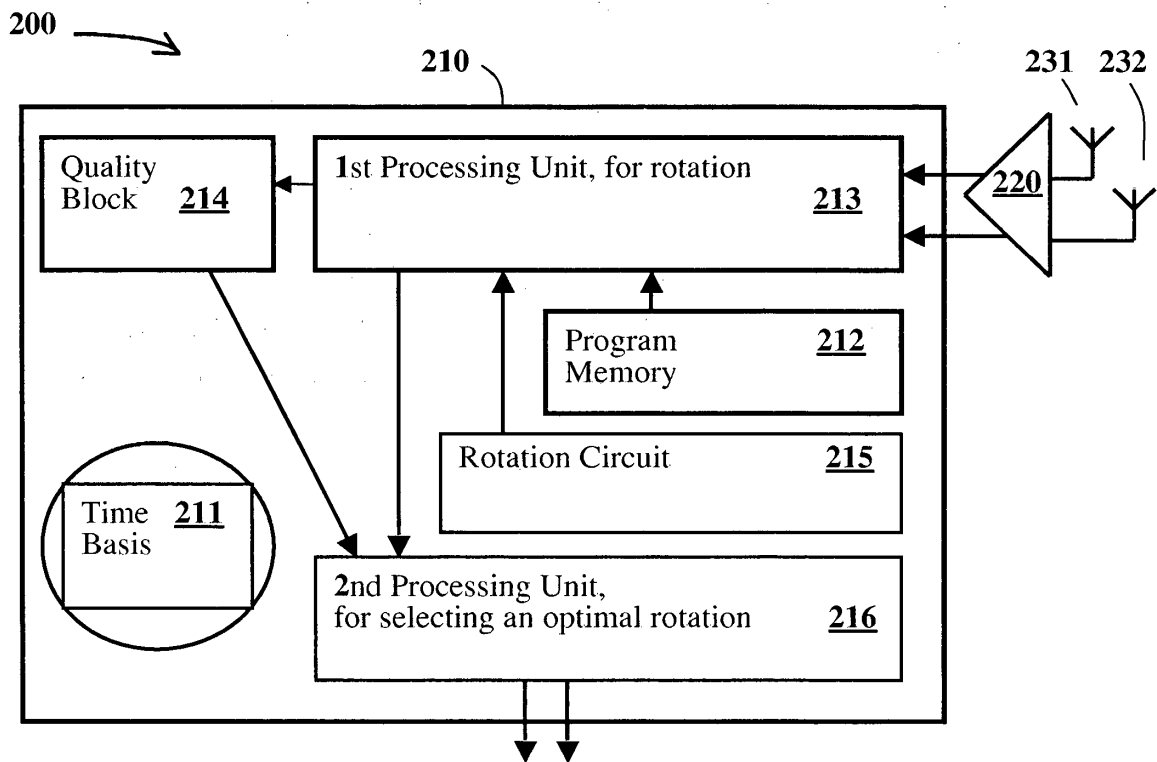 200
210
231 232
220
Quality
Block 214
1st Processing Unit, for rotation
213
Program 212
Memory
Rotation Circuit 215
Time 211
Basis
2nd Processing Unit,
for selecting an optimal rotation 216